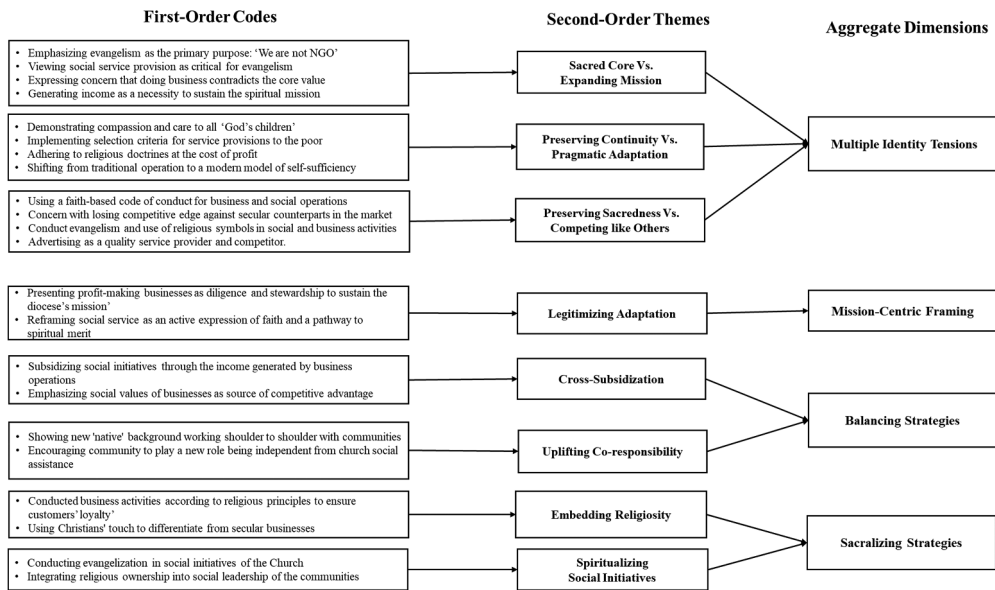 First-Order Codes
Second-Order Themes
Aggregate Dimensions
• Emphasizing evangelism as the primary purpose: ‘We are not NGO’
• Viewing social service provision as critical for evangelism
• Expressing concern that doing business contradicts the core value
• Generating income as a necessity to sustain the spiritual mission
Sacred Core Vs.
Expanding Mission
• Demonstrating compassion and care to all ‘God’s children’
• Implementing selection criteria for service provisions to the poor
• Adhering to religious doctrines at the cost of profit
• Shifting from traditional operation to a modern model of self-sufficiency
Preserving Continuity Vs.
Pragmatic Adaptation
Multiple Identity Tensions
• Using a faith-based code of conduct for business and social operations
• Concern with losing competitive edge against secular counterparts in the market
• Conduct evangelism and use of religious symbols in social and business activities
• Advertising as a quality service provider and competitor.
Preserving Sacredness Vs.
Competing like Others
• Presenting profit-making businesses as diligence and stewardship to sustain the
diocese’s mission’
• Reframing social service as an active expression of faith and a pathway to
spiritual merit
Legitimizing Adaptation
Mission-Centric Framing
• Subsidizing social initiatives through the income generated by business
operations
• Emphasizing social values of businesses as source of competitive advantage
Cross-Subsidization
Balancing Strategies
• Showing new 'native' background working shoulder to shoulder with communities
• Encouraging community to play a new role being independent from church social
assistance
Uplifting Co-responsibility
• Conducted business activities according to religious principles to ensure
customers’ loyalty’
• Using Christians' touch to differentiate from secular businesses
Embedding Religiosity
Sacralizing Strategies
• Conducting evangelization in social initiatives of the Church
• Integrating religious ownership into social leadership of the communities
Spiritualizing
Social Initiatives